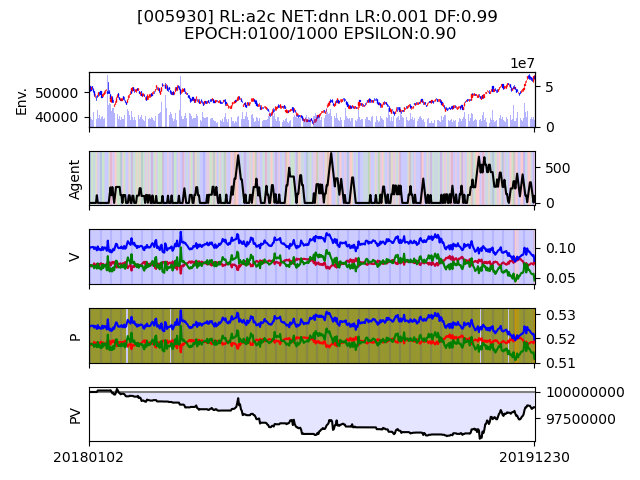 [005930] RL:a2c NET:dnn LR:0.001 DF:0.99
EPOCH:0100/1000 EPSILON:0.90
1e7
Env.
50000
40000
5
0
Agent
500
0
V
0.10
0.05
P
0.53
0.52
0.51
PV
100000000
97500000
20180102
20191230